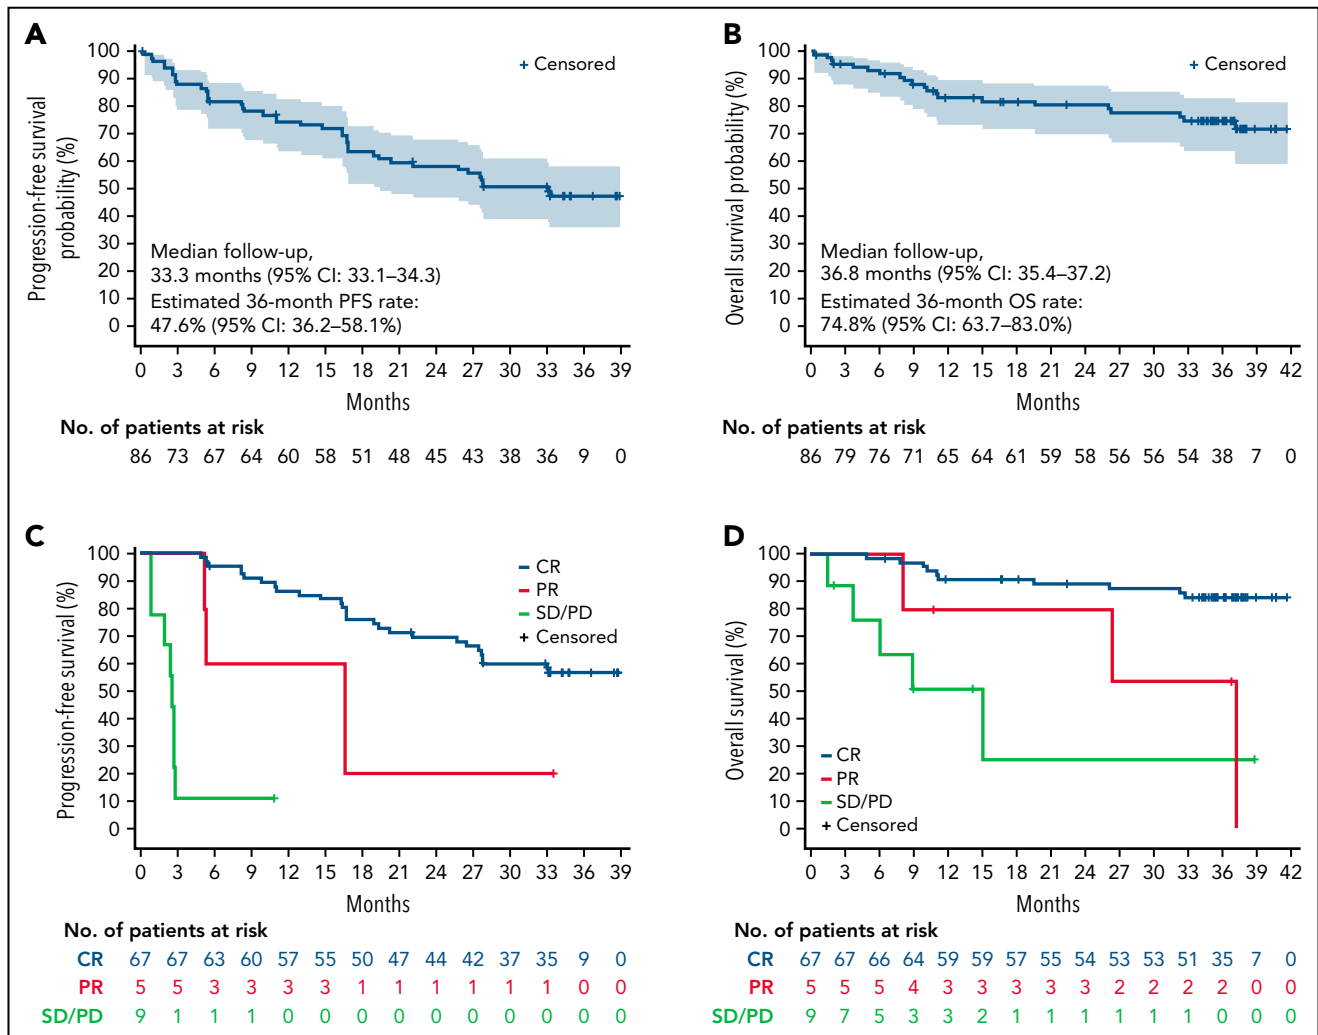 A
100
90
80
70
60
50
40
30
20
10
0
Progression-free survival
probability (%)
+ Censored
Median follow-up,
33.3 months (95% CI: 33.1–34.3)
Estimated 36-month PFS rate:
47.6% (95% CI: 36.2–58.1%)
0 3 6 9 12 15 18 21 24 27 30 33 36 39
Months
No. of patients at risk
86 73 67 64 60 58 51 48 45 43 38 36 9 0
B
100
90
80
70
60
50
40
30
20
10
0
Overall survival probability (%)
+ Censored
Median follow-up,
36.8 months (95% CI: 35.4–37.2)
Estimated 36-month OS rate:
74.8% (95% CI: 63.7–83.0%)
0 3 6 9 12 15 18 21 24 27 30 33 36 39 42
Months
No. of patients at risk
86 79 76 71 65 64 61 59 58 56 56 54 38 7 0
C
100
90
80
70
60
50
40
30
20
10
0
Progression-free survival (%)
CR
PR
SD/PD
+ Censored
0 3 6 9 12 15 18 21 24 27 30 33 36 39
Months
No. of patients at risk
CR 67 67 63 60 57 55 50 47 44 42 37 35 9 0
PR 5 5 3 3 3 3 1 1 1 1 1 1 0 0
SD/PD 9 1 1 1 0 0 0 0 0 0 0 0 0 0
D
100
90
80
70
60
50
40
30
20
10
0
Overall survival (%)
CR
PR
SD/PD
+ Censored
0 3 6 9 12 15 18 21 24 27 30 33 36 39 42
Months
No. of patients at risk
CR 67 67 66 64 59 59 57 55 54 53 53 51 35 7 0
PR 5 5 5 4 3 3 3 3 3 2 2 2 2 0 0
SD/PD 9 7 5 3 3 2 1 1 1 1 1 1 0 0 0